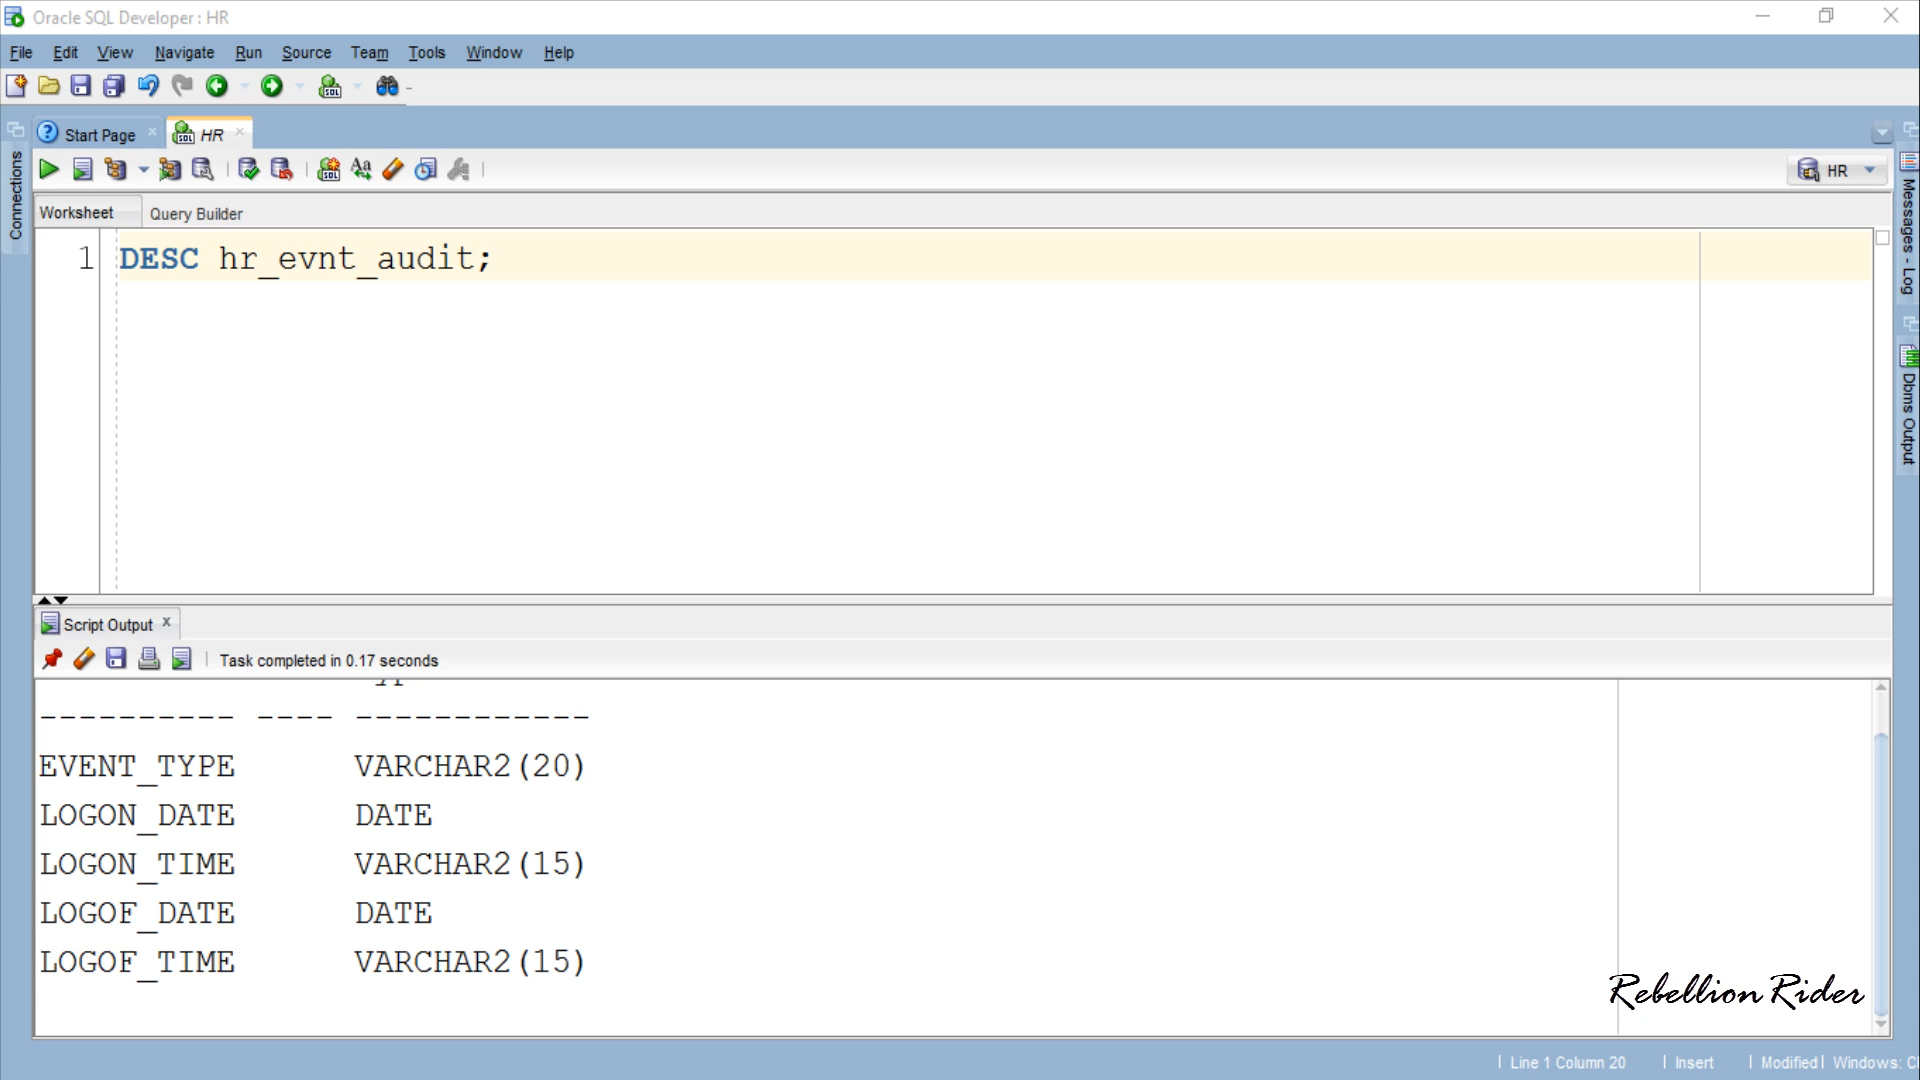 Oracle SQL Developer : HR
File Edit View Navigate Run Source Team Tools Window Help
Start Page HR
Connections
HR
Worksheet Query Builder
1 DESC hr_evnt_audit;
Messages - Log
Dbms Output
Script Output
Task completed in 0.17 seconds
---------- ---- ------------
EVENT_TYPE VARCHAR2(20)
LOGON_DATE DATE
LOGON_TIME VARCHAR2(15)
LOGOF_DATE DATE
LOGOF_TIME VARCHAR2(15)
Rebellion Rider
Line 1 Column 20 Insert Modified Windows: